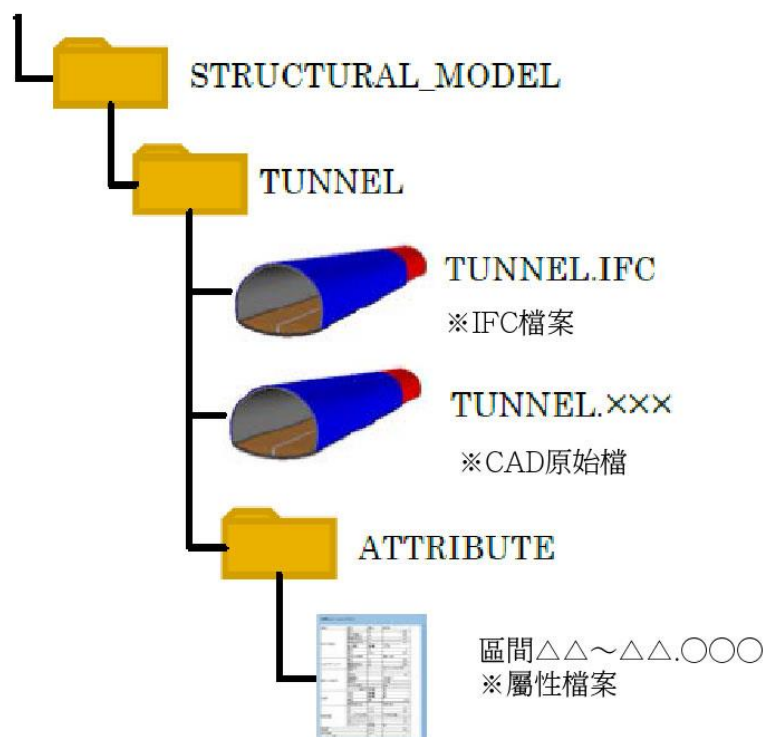 STRUCTURAL_MODEL
TUNNEL
TUNNEL.IFC
※IFC檔案
TUNNEL.×××
※CAD原始檔
ATTRIBUTE
區間△△～△△.○○○
※屬性檔案